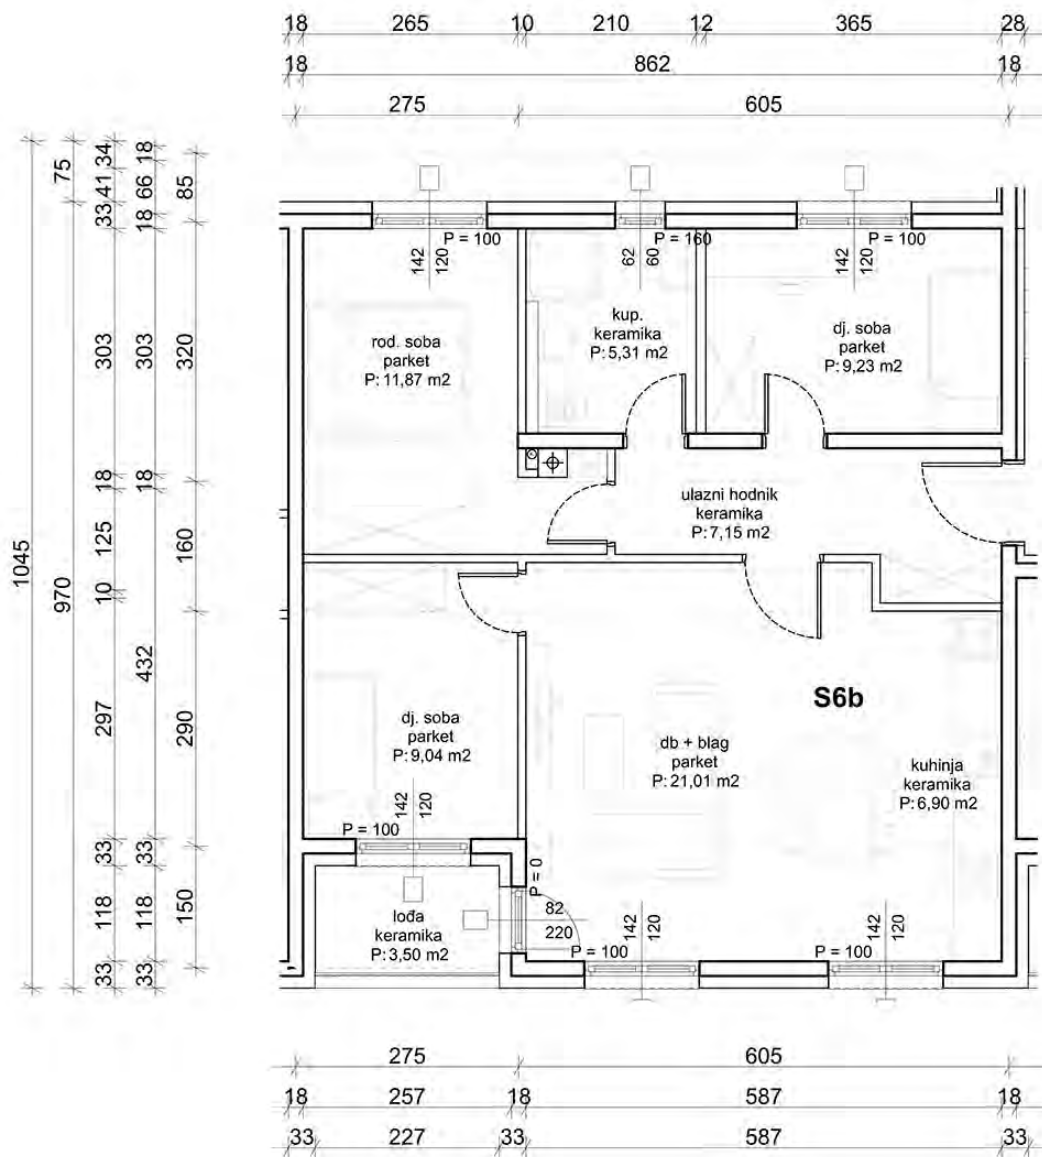 18 265 10 210 12 365 28
18 862 18
275 605
1045
75 970
34 41 33 303 18 125 10 297 33 118 33
18 66 18 303 18 432 33 118 33
85 320 160 290 150
P = 100
142 120
P = 160
62 60
P = 100
142 120
rod. soba
parket
P: 11,87 m2
kup.
keramika
P: 5,31 m2
dj. soba
parket
P: 9,23 m2
ulazni hodnik
keramika
P: 7,15 m2
S6b
dj. soba
parket
P: 9,04 m2
db + blag
parket
P: 21,01 m2
kuhinja
keramika
P: 6,90 m2
P = 100
142 120
lođa
keramika
P: 3,50 m2
P = 0
82
220
P = 100
142 120
P = 100
142 120
275 605
18 257 18 587 18
33 227 33 587 33